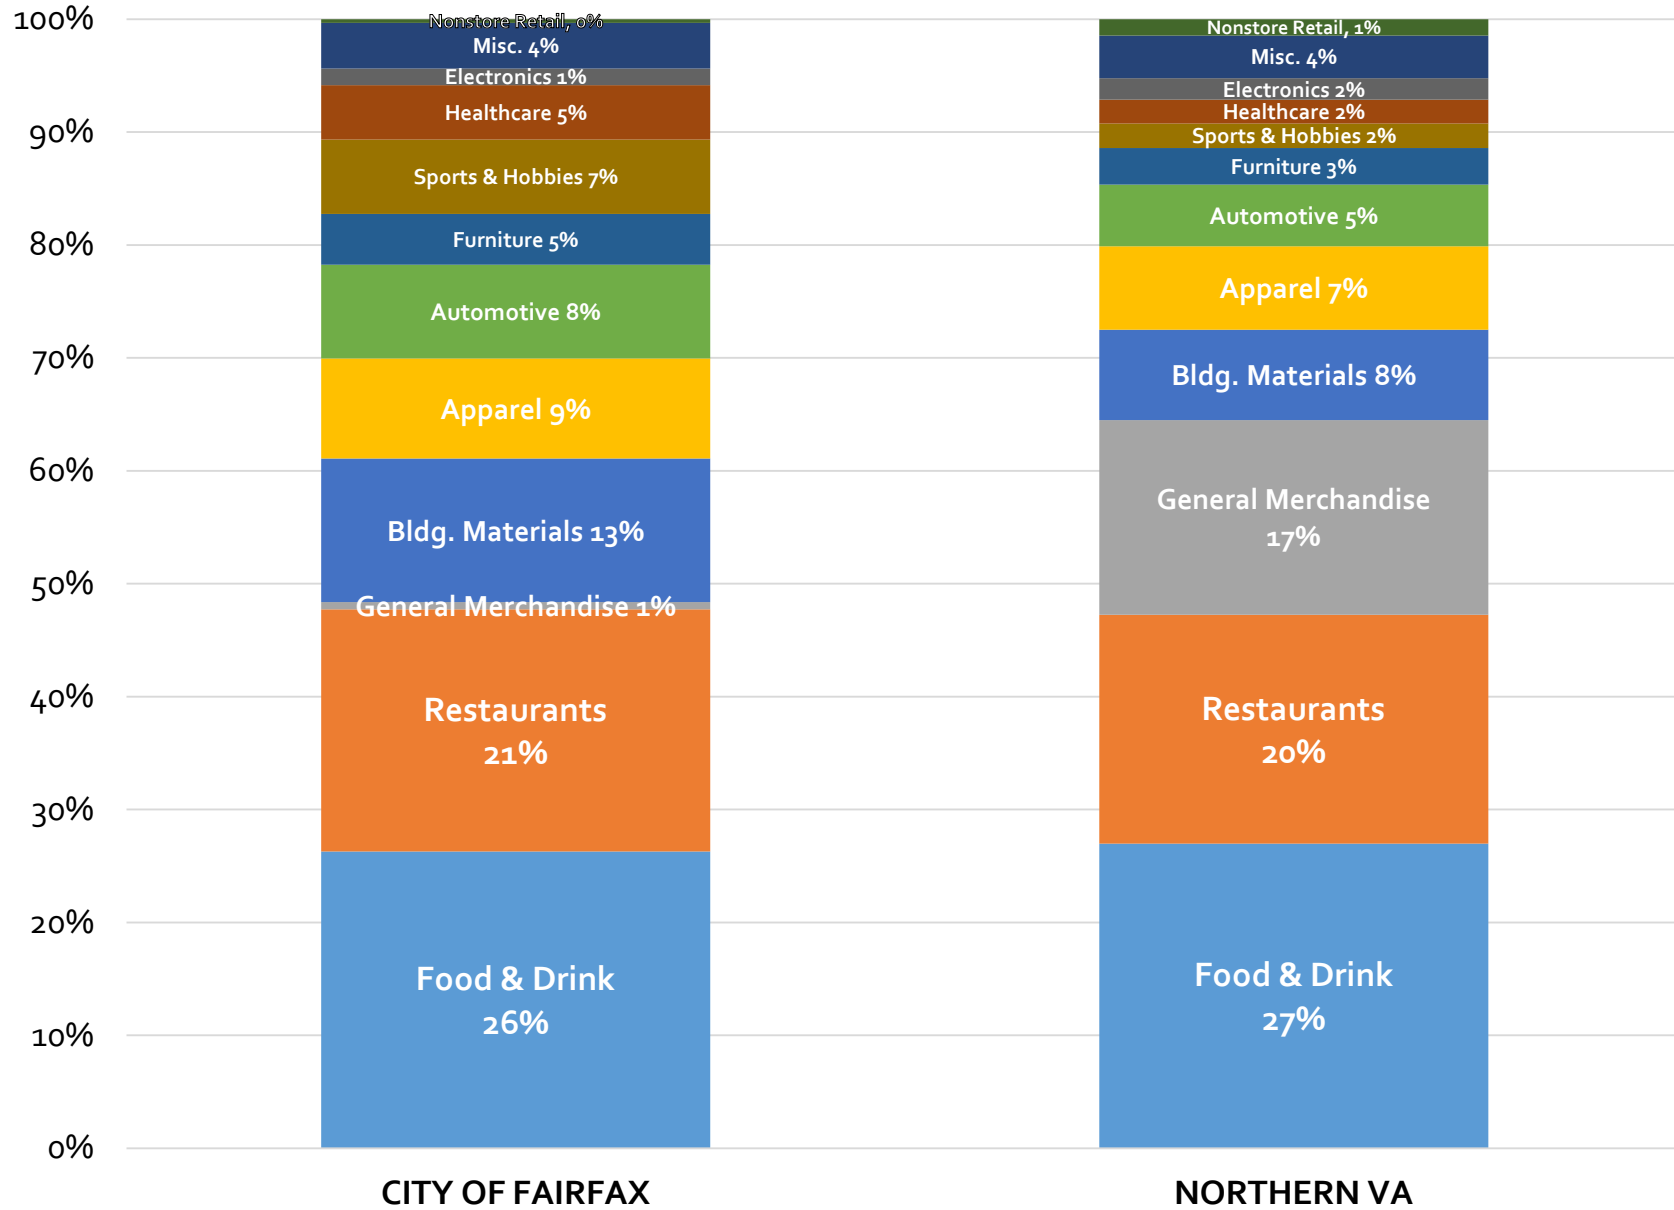 100%
90%
80%
70%
60%
50%
40%
30%
20%
10%
0%
Nonstore Retail, 0%
Misc. 4%
Electronics 1%
Healthcare 5%
Sports & Hobbies 7%
Furniture 5%
Automotive 8%
Apparel 9%
Bldg. Materials 13%
General Merchandise 1%
Restaurants
21%
Food & Drink
26%
CITY OF FAIRFAX
Nonstore Retail, 1%
Misc. 4%
Electronics 2%
Healthcare 2%
Sports & Hobbies 2%
Furniture 3%
Automotive 5%
Apparel 7%
Bldg. Materials 8%
General Merchandise
17%
Restaurants
20%
Food & Drink
27%
NORTHERN VA